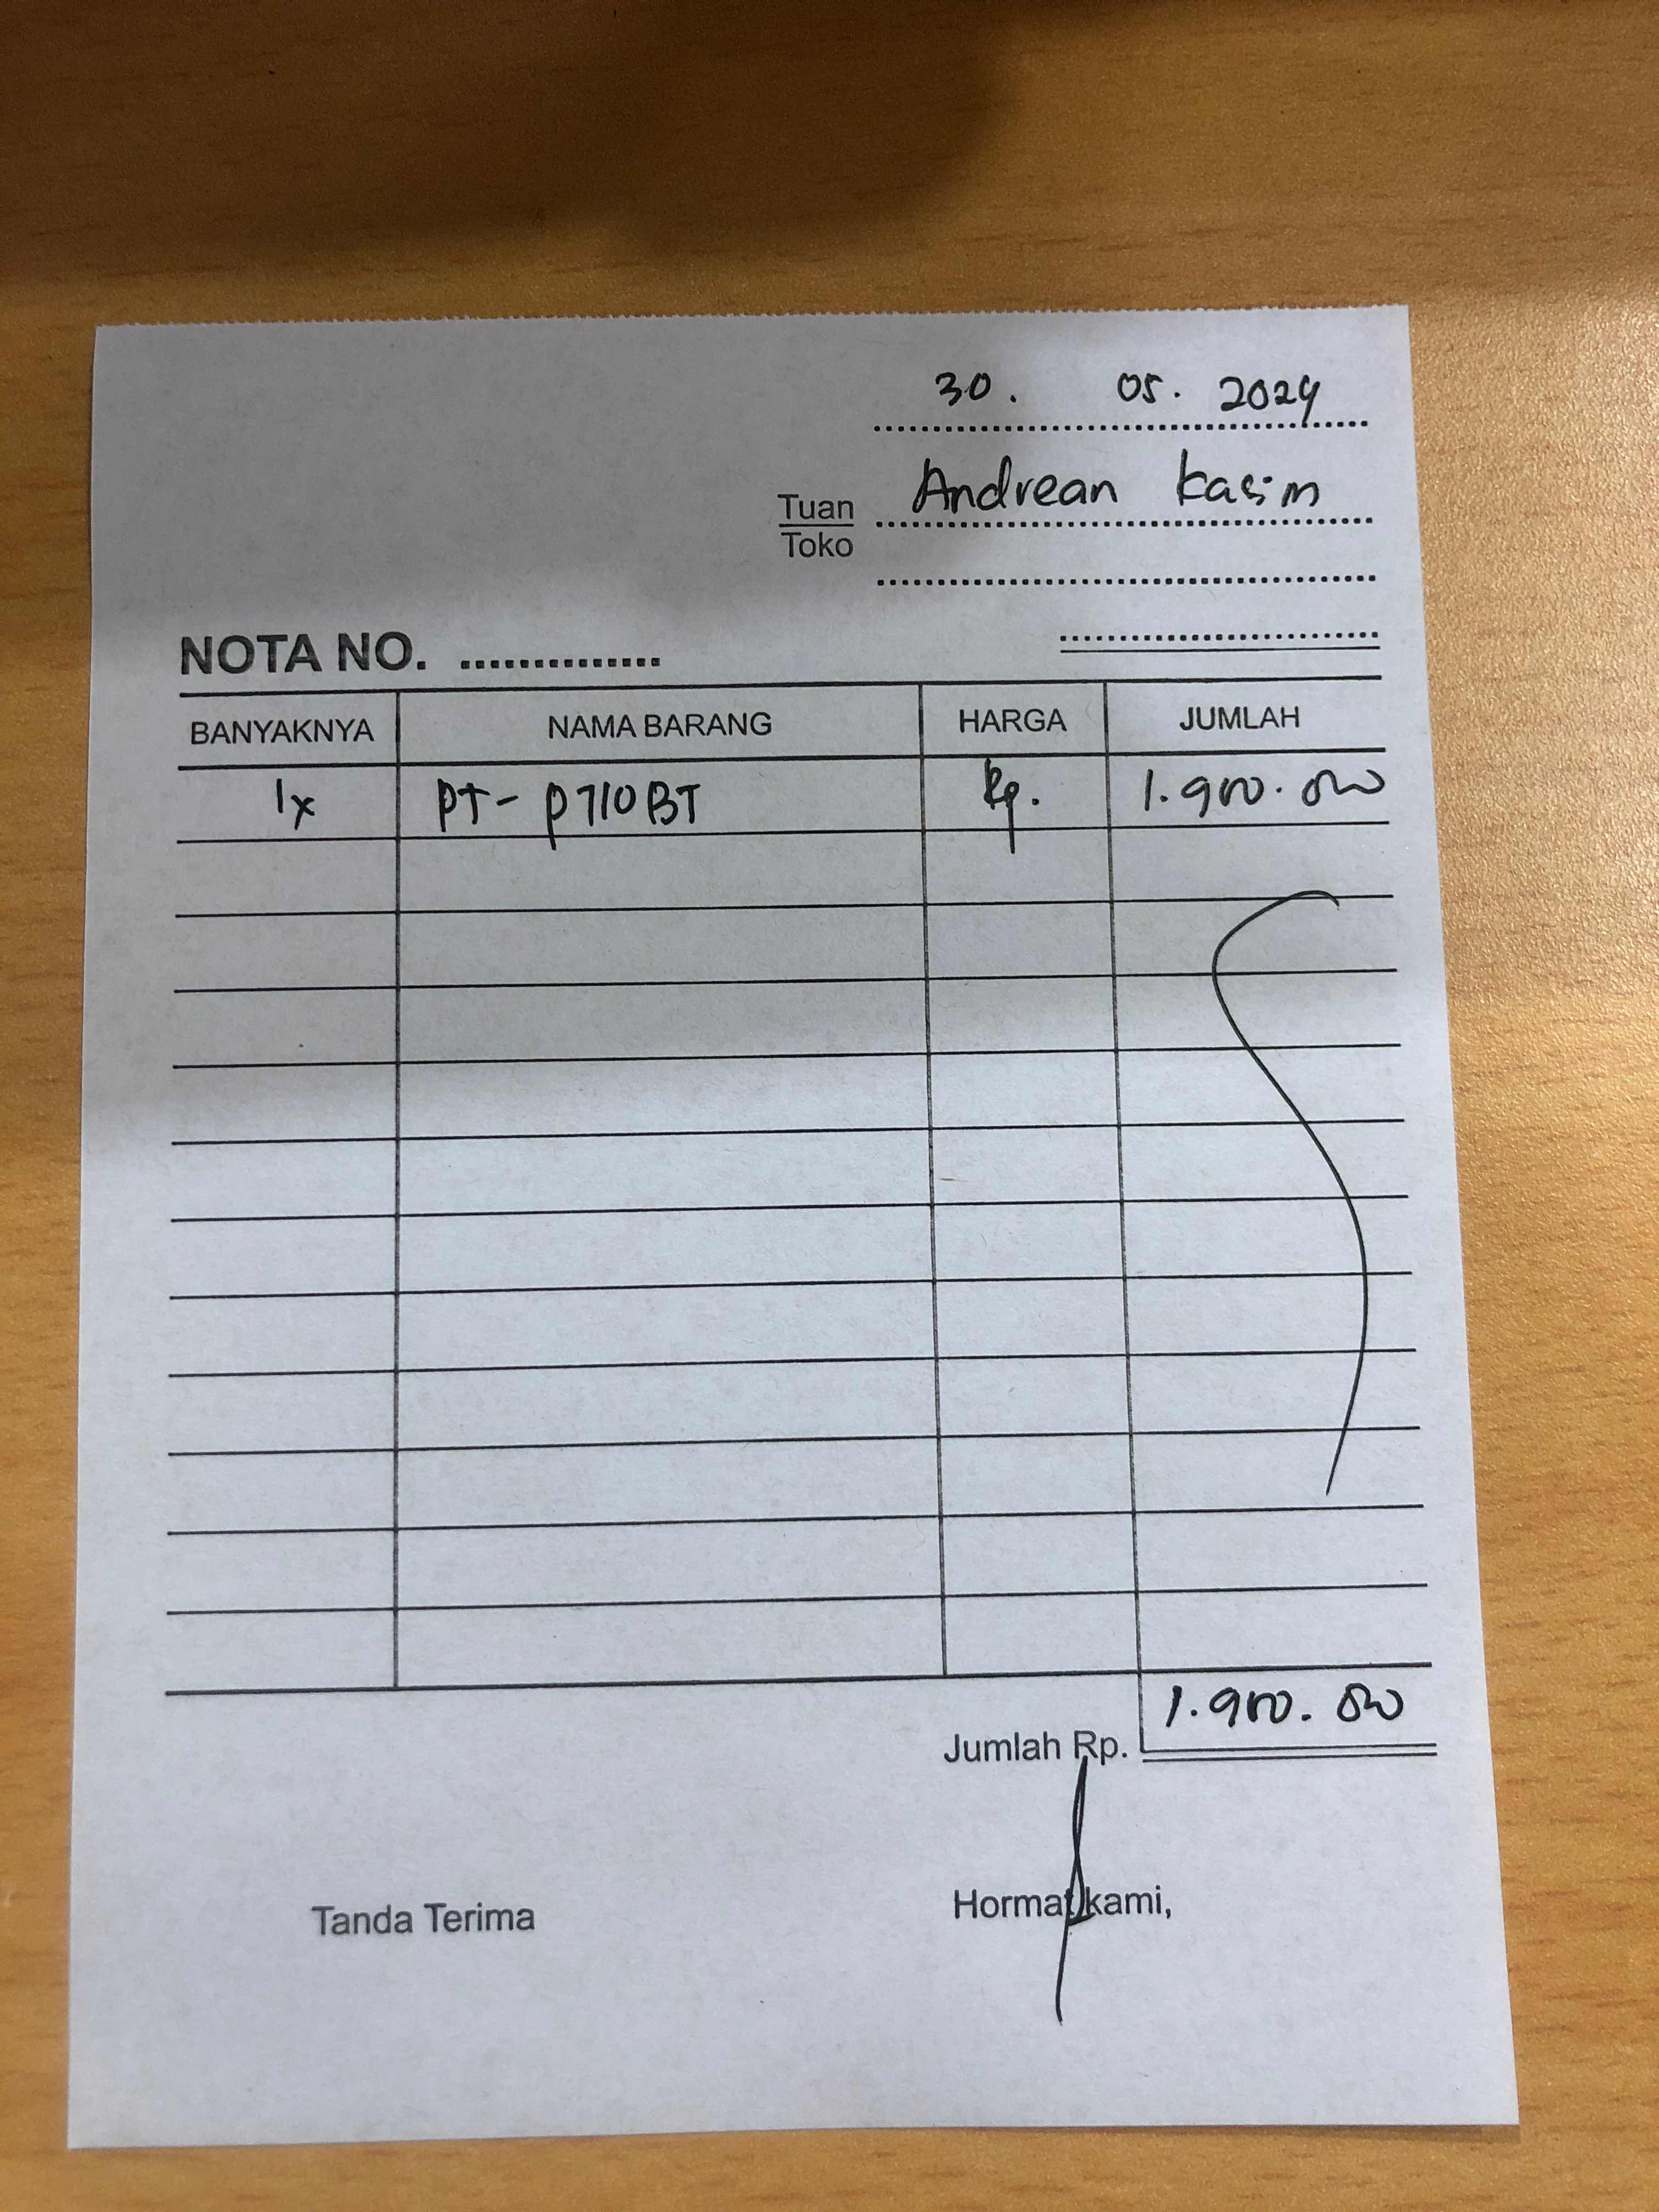 30. 05. 2024
Tuan Andrean Kasim
Toko
NOTA NO. ..............
BANYAKNYA NAMA BARANG HARGA JUMLAH
1x PT-P710BT Rp. 1.900.000
Jumlah Rp. 1.900.000
Tanda Terima Hormat kami,